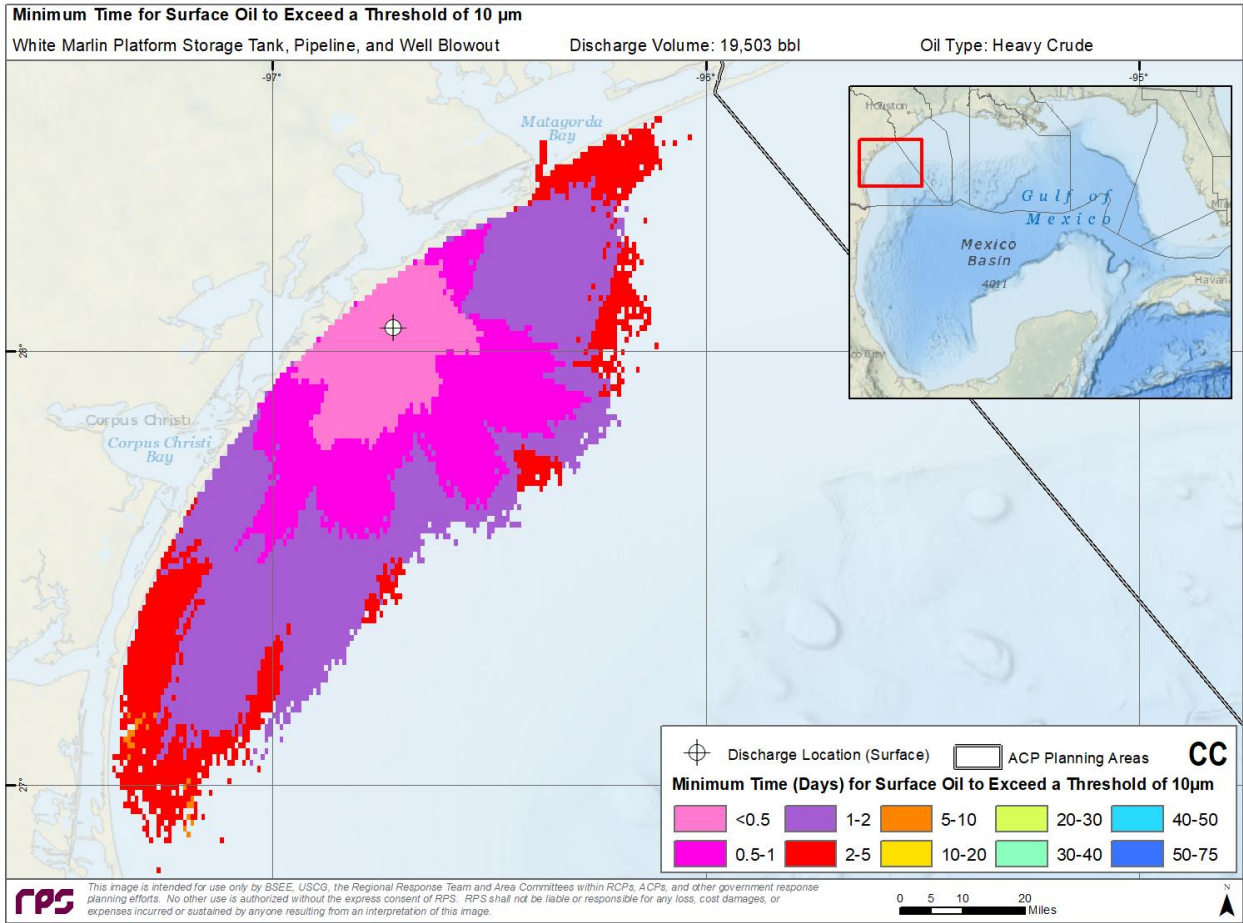 Minimum Time for Surface Oil to Exceed a Threshold of 10 µm
White Marlin Platform Storage Tank, Pipeline, and Well Blowout Discharge Volume: 19,503 bbl Oil Type: Heavy Crude
-97° -96° -95°
Houston
Matagorda
Bay
Gulf of
Mexico
Mexico
Basin
4011
Havana
28°
Corpus Christi
Corpus Christi
Bay
27°
Discharge Location (Surface) ACP Planning Areas CC
Minimum Time (Days) for Surface Oil to Exceed a Threshold of 10µm
<0.5 1-2 5-10 20-30 40-50
0.5-1 2-5 10-20 30-40 50-75
rps
This image is intended for use only by BSEE, USCG, the Regional Response Team and Area Committees within RCPs, ACPs, and other government response
planning efforts. No other use is authorized without the express consent of RPS. RPS shall not be liable or responsible for any loss, cost damages, or
expenses incurred or sustained by anyone resulting from an interpretation of this image.
0 5 10 20
Miles
N